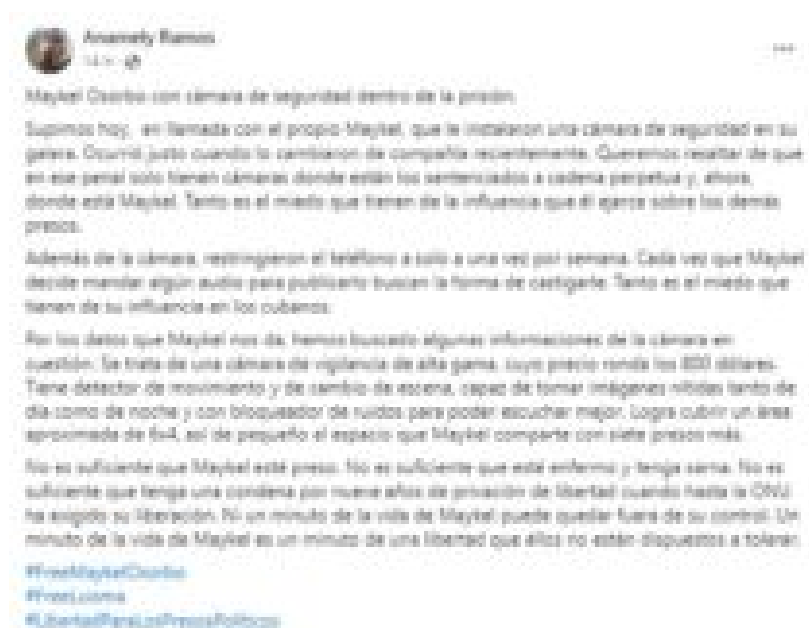 Anamely Ramos
14 h
Maykel Osorbo con cámara de seguridad dentro de la prisión.
Supimos hoy, en llamada con el propio Maykel, que le instalaron una cámara de seguridad en su
galera. Ocurrió justo cuando lo cambiaron de compañía recientemente. Queremos resaltar de que
en ese penal solo tienen cámaras donde están los sentenciados a cadena perpetua y, ahora,
donde está Maykel. Tanto es el miedo que tienen de la influencia que él ejerce sobre los demás
presos.
Además de la cámara, restringieron el teléfono a solo a una vez por semana. Cada vez que Maykel
decide mandar algún audio para publicarlo buscan la forma de castigarle. Tanto es el miedo que
tienen de su influencia en los cubanos.
Por los datos que Maykel nos da, hemos buscado algunas informaciones de la cámara en
cuestión. Se trata de una cámara de vigilancia de alta gama, cuyo precio ronda los 800 dólares.
Tiene detector de movimiento y de cambio de escena, capaz de tomar imágenes nítidas tanto de
día como de noche y con bloqueador de ruidos para poder escuchar mejor. Logra cubrir un área
aproximada de 6x4, así de pequeño el espacio que Maykel comparte con siete presos más.
No es suficiente que Maykel esté preso. No es suficiente que esté enfermo y tenga sarna. No es
suficiente que tenga una condena por nueve años de privación de libertad cuando hasta la ONU
ha exigido su liberación. Ni un minuto de la vida de Maykel puede quedar fuera de su control. Un
minuto de la vida de Maykel es un minuto de una libertad que ellos no están dispuestos a tolerar.
#FreeMaykelOsorbo
#FreeLuisma
#LibertadParaLosPresosPolíticos